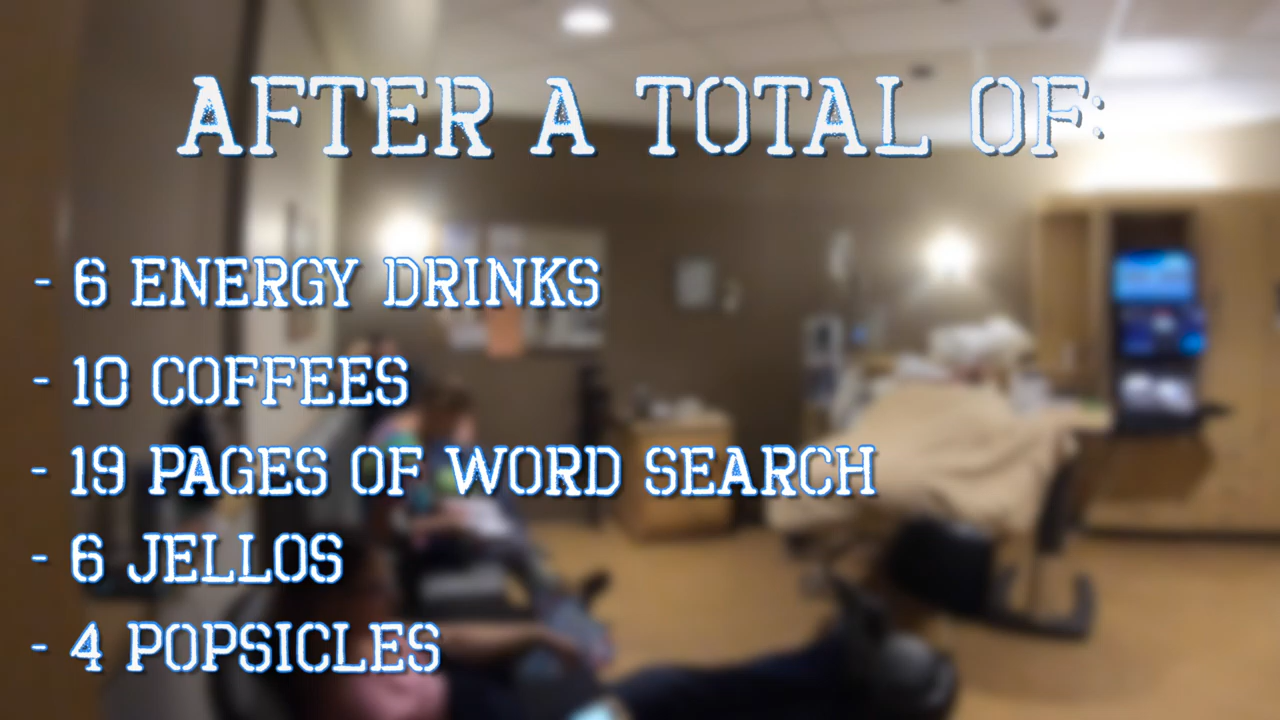 AFTER A TOTAL OF:
- 6 ENERGY DRINKS
- 10 COFFEES
- 19 PAGES OF WORD SEARCH
- 6 JELLOS
- 4 POPSICLES